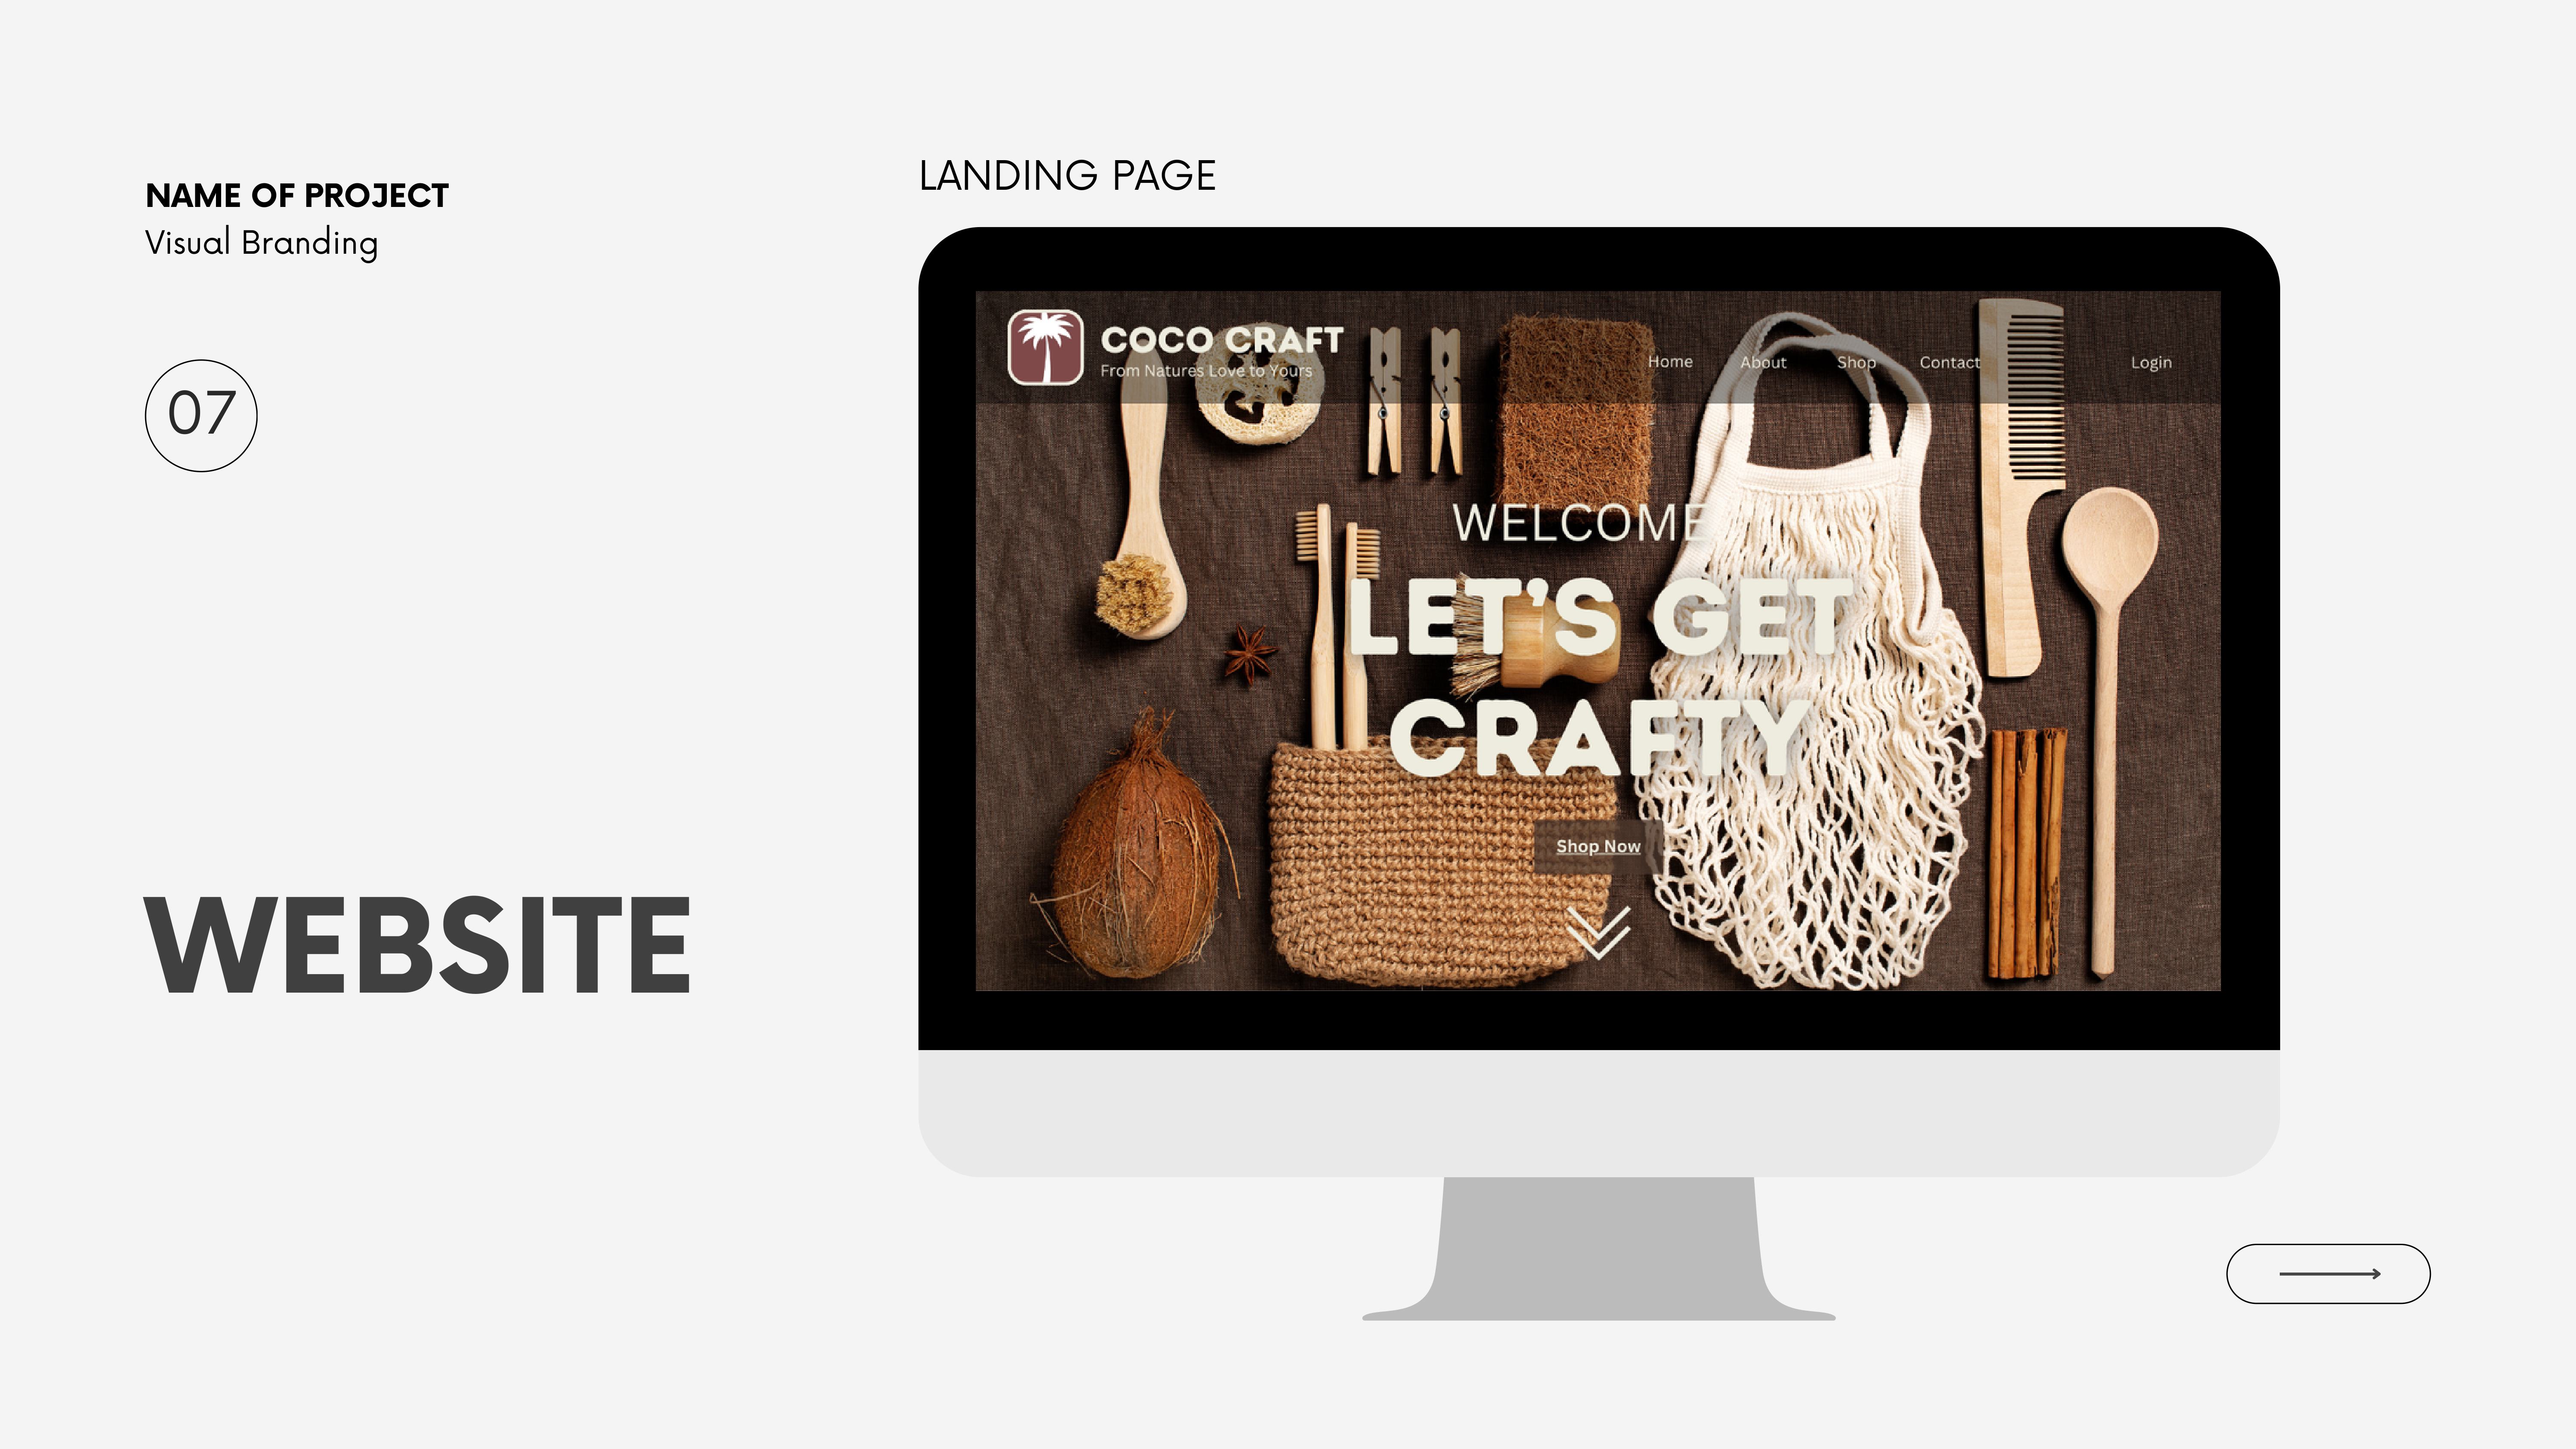 NAME OF PROJECT
Visual Branding
07
WEBSITE
LANDING PAGE
COCO CRAFT
From Natures Love to Yours
Home About Shop Contact Login
WELCOME
LET'S GET
CRAFTY
Shop Now